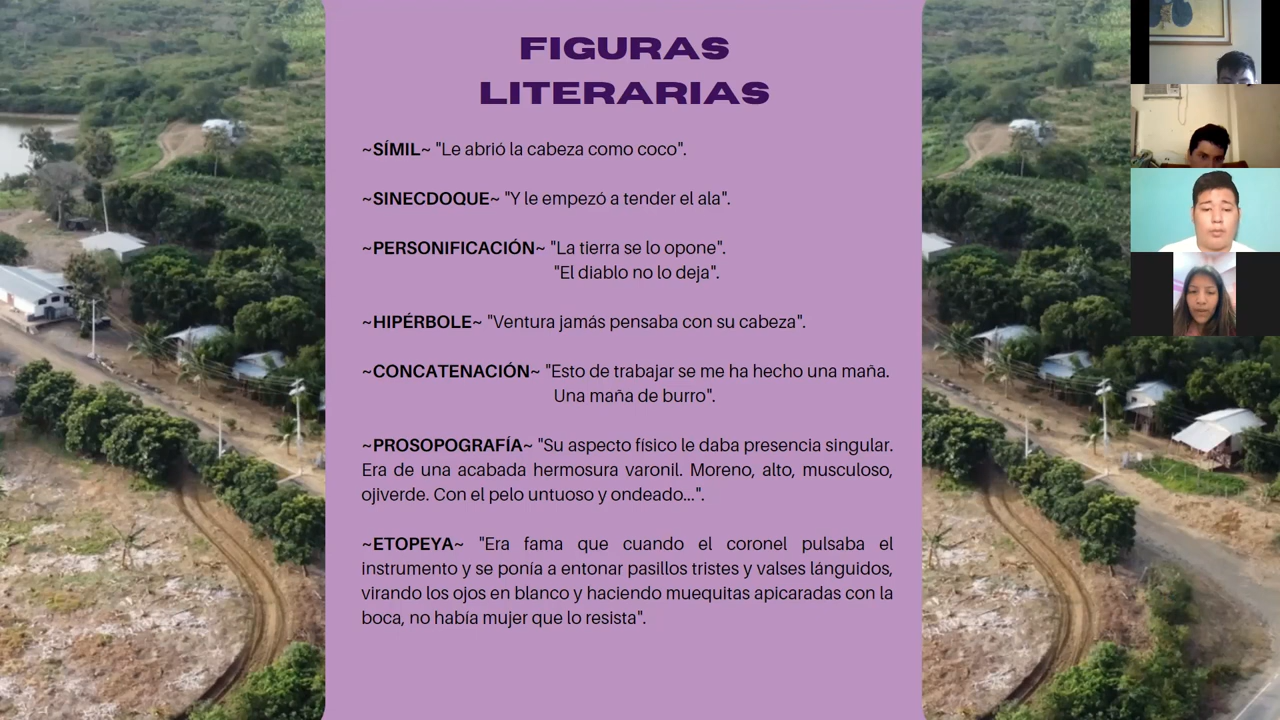 FIGURAS
LITERARIAS
~SÍMIL~ "Le abrió la cabeza como coco".
~SINECDOQUE~ "Y le empezó a tender el ala".
~PERSONIFICACIÓN~ "La tierra se lo opone".
"El diablo no lo deja".
~HIPÉRBOLE~ "Ventura jamás pensaba con su cabeza".
~CONCATENACIÓN~ "Esto de trabajar se me ha hecho una maña.
Una maña de burro".
~PROSOPOGRAFÍA~ "Su aspecto físico le daba presencia singular.
Era de una acabada hermosura varonil. Moreno, alto, musculoso,
ojiverde. Con el pelo untuoso y ondeado...".
~ETOPEYA~ "Era fama que cuando el coronel pulsaba el
instrumento y se ponía a entonar pasillos tristes y valses lánguidos,
virando los ojos en blanco y haciendo muequitas apicaradas con la
boca, no había mujer que lo resista".